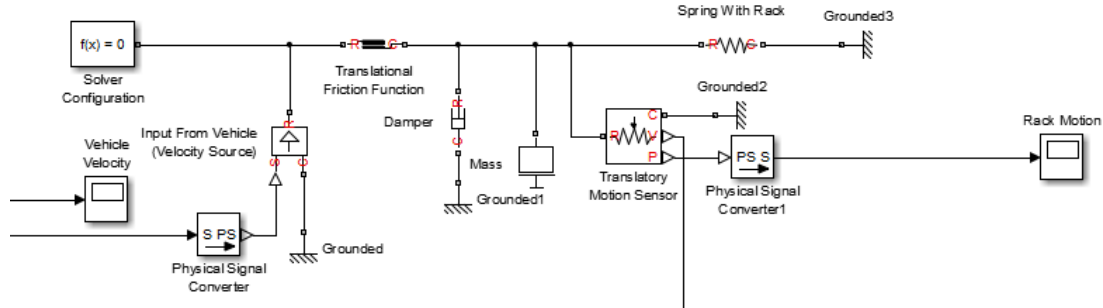 Spring With Rack
Grounded3
f(x) = 0
R
C
R
C
Solver
Configuration
Translational
Friction Function
Grounded2
R
Damper
C
R
C
V
P
Rack Motion
Input From Vehicle
(Velocity Source)
R
S
C
Vehicle
Velocity
Mass
Grounded1
Translatory
Motion Sensor
PS S
Physical Signal
Converter1
S PS
Grounded
Physical Signal
Converter